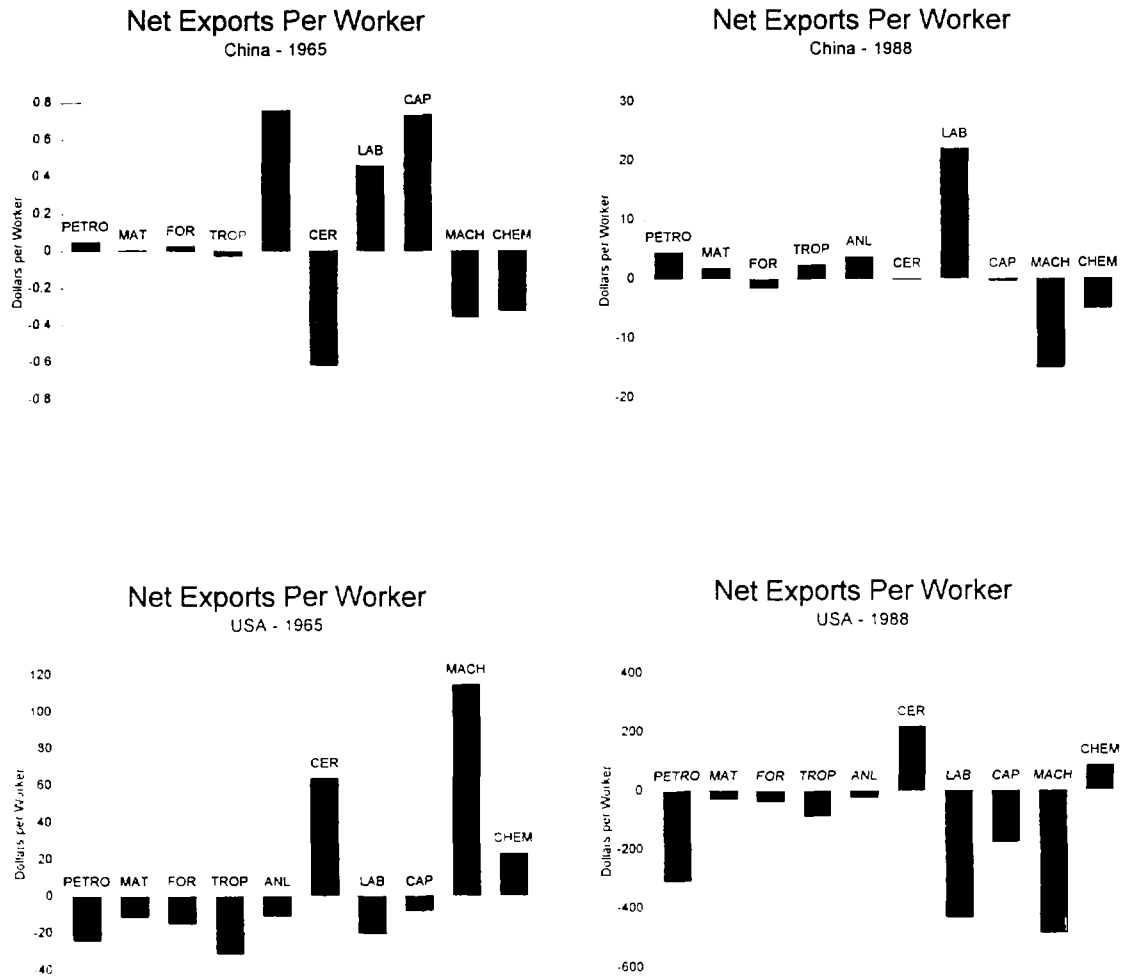 Net Exports Per Worker
China - 1965
0.8
0.6
0.4
0.2
0
-0.2
-0.4
-0.6
-0.8
Dollars per Worker
PETRO MAT FOR TROP CER LAB CAP MACH CHEM
Net Exports Per Worker
China - 1988
30
20
10
0
-10
-20
Dollars per Worker
PETRO MAT FOR TROP ANL CER LAB CAP MACH CHEM
Net Exports Per Worker
USA - 1965
120
100
80
60
40
20
0
-20
-40
Dollars per Worker
PETRO MAT FOR TROP ANL CER LAB CAP MACH CHEM
Net Exports Per Worker
USA - 1988
400
200
0
-200
-400
-600
Dollars per Worker
PETRO MAT FOR TROP ANL CER LAB CAP MACH CHEM